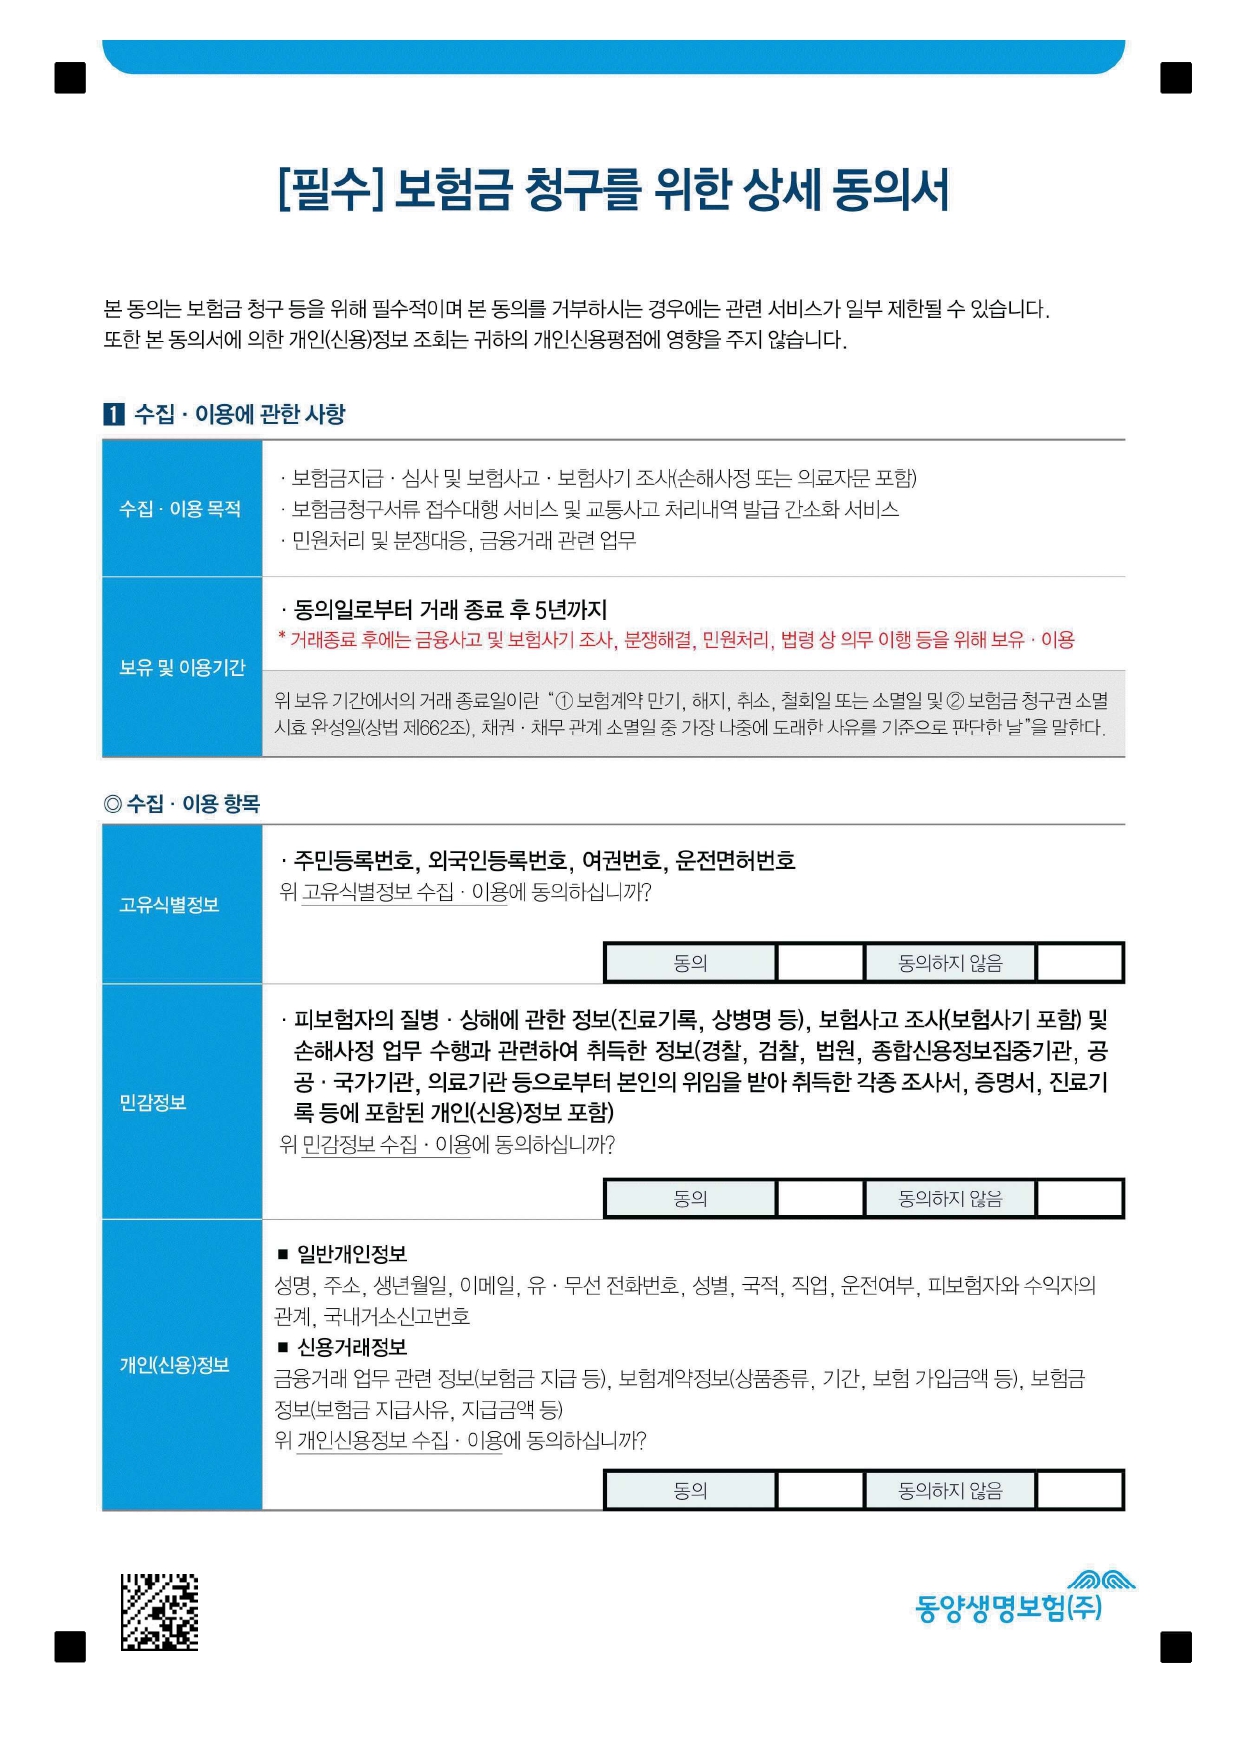 [필수] 보험금 청구를 위한 상세 동의서
본 동의는 보험금 청구 등을 위해 필수적이며 본 동의를 거부하시는 경우에는 관련 서비스가 일부 제한될 수 있습니다.
또한 본 동의서에 의한 개인(신용)정보 조회는 귀하의 개인신용평점에 영향을 주지 않습니다.
1 수집 · 이용에 관한 사항
수집 · 이용 목적
· 보험금지급 · 심사 및 보험사고 · 보험사기 조사(손해사정 또는 의료자문 포함)
· 보험금청구서류 접수대행 서비스 및 교통사고 처리내역 발급 간소화 서비스
· 민원처리 및 분쟁대응, 금융거래 관련 업무
보유 및 이용기간
· 동의일로부터 거래 종료 후 5년까지
* 거래종료 후에는 금융사고 및 보험사기 조사, 분쟁해결, 민원처리, 법령 상 의무 이행 등을 위해 보유 · 이용
위 보유 기간에서의 거래 종료일이란 “① 보험계약 만기, 해지, 취소, 철회일 또는 소멸일 및 ② 보험금 청구권 소멸
시효 완성일(상법 제662조), 채권 · 채무 관계 소멸일 중 가장 나중에 도래한 사유를 기준으로 판단한 날”을 말한다.
◎ 수집 · 이용 항목
고유식별정보
· 주민등록번호, 외국인등록번호, 여권번호, 운전면허번호
위 고유식별정보 수집 · 이용에 동의하십니까?
동의 동의하지 않음
민감정보
· 피보험자의 질병 · 상해에 관한 정보(진료기록, 상병명 등), 보험사고 조사(보험사기 포함) 및
손해사정 업무 수행과 관련하여 취득한 정보(경찰, 검찰, 법원, 종합신용정보집중기관, 공
공 · 국가기관, 의료기관 등으로부터 본인의 위임을 받아 취득한 각종 조사서, 증명서, 진료기
록 등에 포함된 개인(신용)정보 포함)
위 민감정보 수집 · 이용에 동의하십니까?
동의 동의하지 않음
개인(신용)정보
■ 일반개인정보
성명, 주소, 생년월일, 이메일, 유 · 무선 전화번호, 성별, 국적, 직업, 운전여부, 피보험자와 수익자의
관계, 국내거소신고번호
■ 신용거래정보
금융거래 업무 관련 정보(보험금 지급 등), 보험계약정보(상품종류, 기간, 보험 가입금액 등), 보험금
정보(보험금 지급사유, 지급금액 등)
위 개인신용정보 수집 · 이용에 동의하십니까?
동의 동의하지 않음
동양생명보험(주)